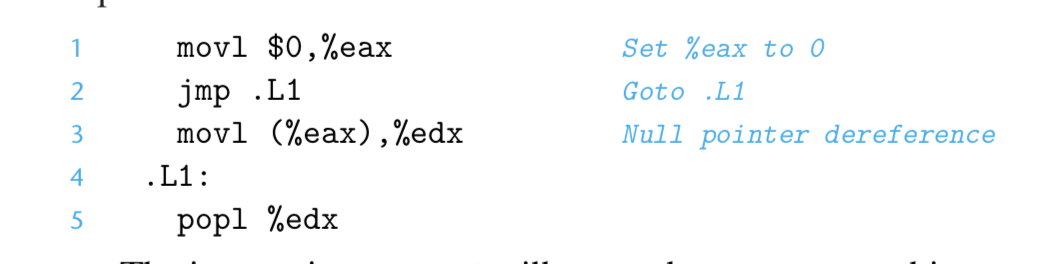 1 movl $0,%eax Set %eax to 0
2 jmp .L1 Goto .L1
3 movl (%eax),%edx Null pointer dereference
4 .L1:
5 popl %edx